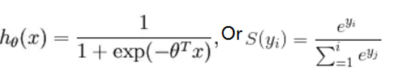 h_θ(x) = 1 / (1 + exp(−θ^T x)), Or S(y_i) = e^{y_i} / Σ_{j=1}^{i} e^{y_j}